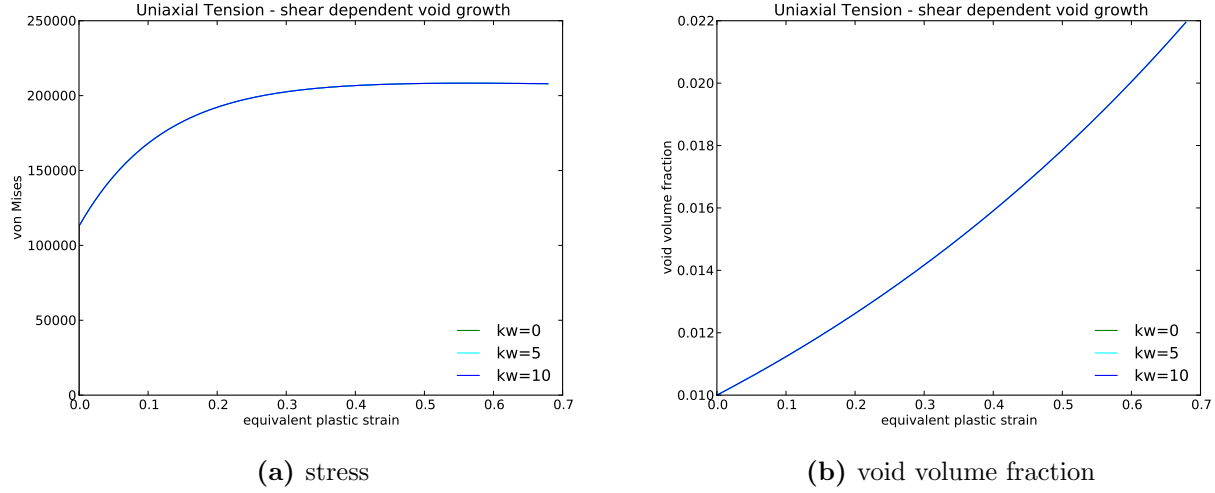 Uniaxial Tension - shear dependent void growth
250000
200000
150000
100000
50000
0
von Mises
kw=0
kw=5
kw=10
0.0 0.1 0.2 0.3 0.4 0.5 0.6 0.7
equivalent plastic strain
(a) stress
Uniaxial Tension - shear dependent void growth
0.022
0.020
0.018
0.016
0.014
0.012
0.010
void volume fraction
kw=0
kw=5
kw=10
0.0 0.1 0.2 0.3 0.4 0.5 0.6 0.7
equivalent plastic strain
(b) void volume fraction